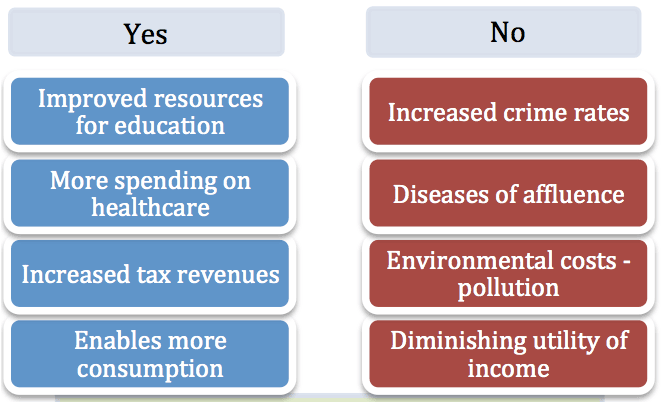 Yes
Improved resources
for education
More spending on
healthcare
Increased tax revenues
Enables more
consumption
No
Increased crime rates
Diseases of affluence
Environmental costs -
pollution
Diminishing utility of
income